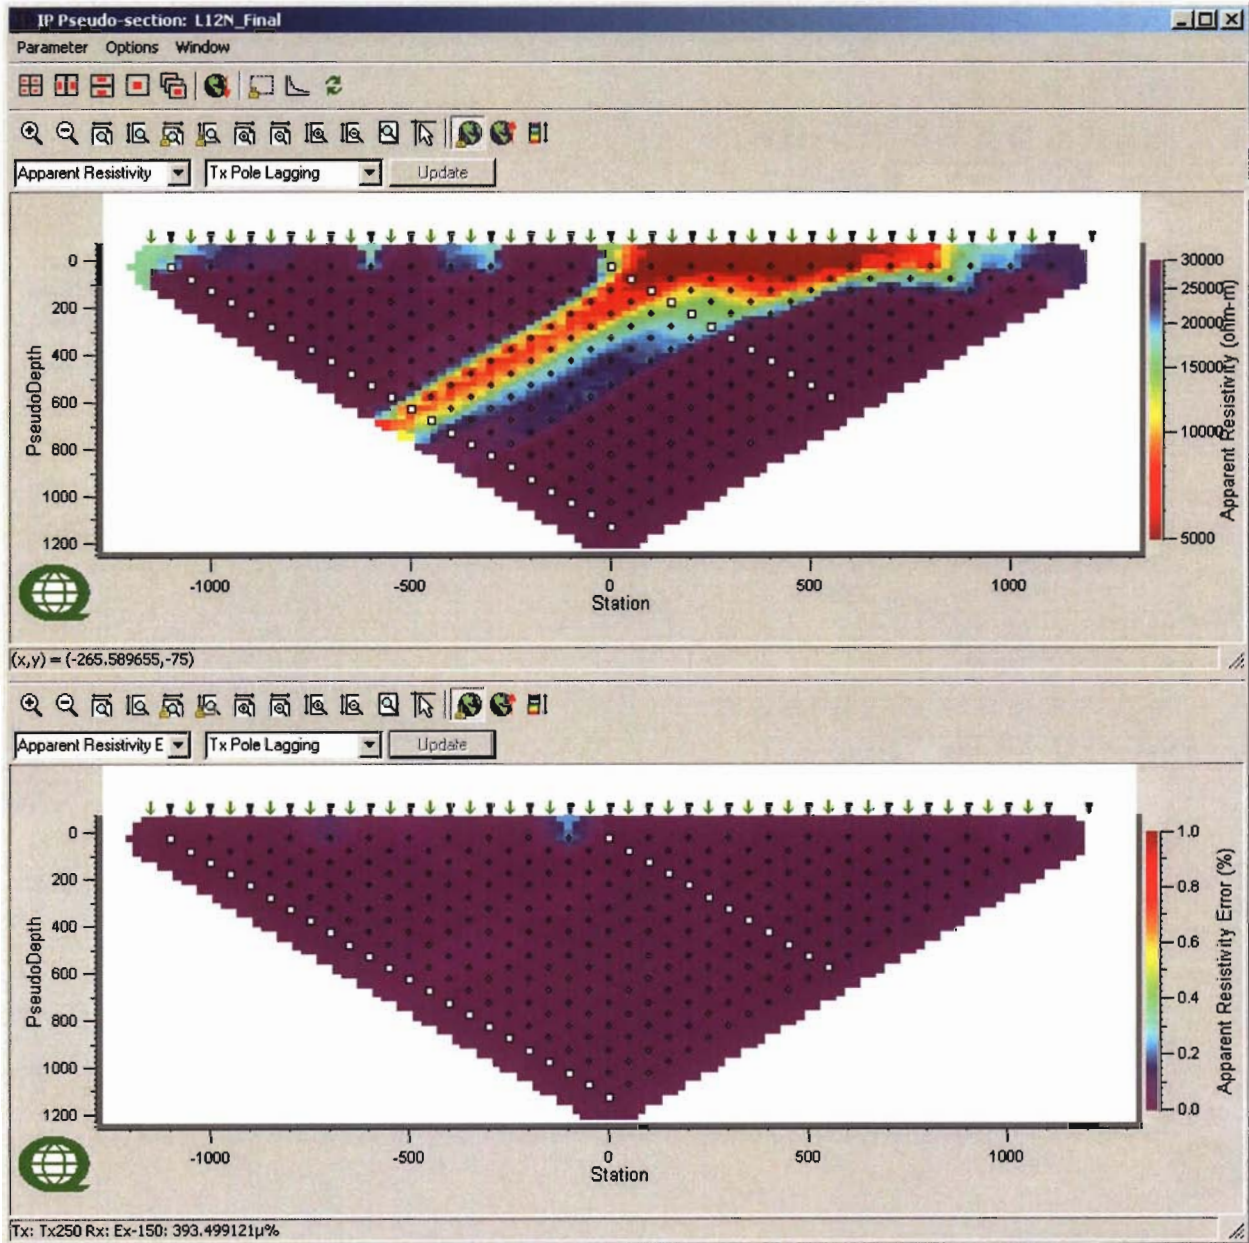 IP Pseudo-section: L12N_Final
Parameter Options Window
Apparent Resistivity Tx Pole Lagging Update
PseudoDepth
0
200
400
600
800
1000
1200
-1000 -500 0 500 1000
Station
30000
25000
20000
15000
10000
5000
Apparent Resistivity (ohm-m)
(x,y) = (-265.589655,-75)
Apparent Resistivity E Tx Pole Lagging Update
PseudoDepth
0
200
400
600
800
1000
1200
-1000 -500 0 500 1000
Station
1.0
0.8
0.6
0.4
0.2
0.0
Apparent Resistivity Error (%)
Tx: Tx250 Rx: Ex-150: 393.499121μ%